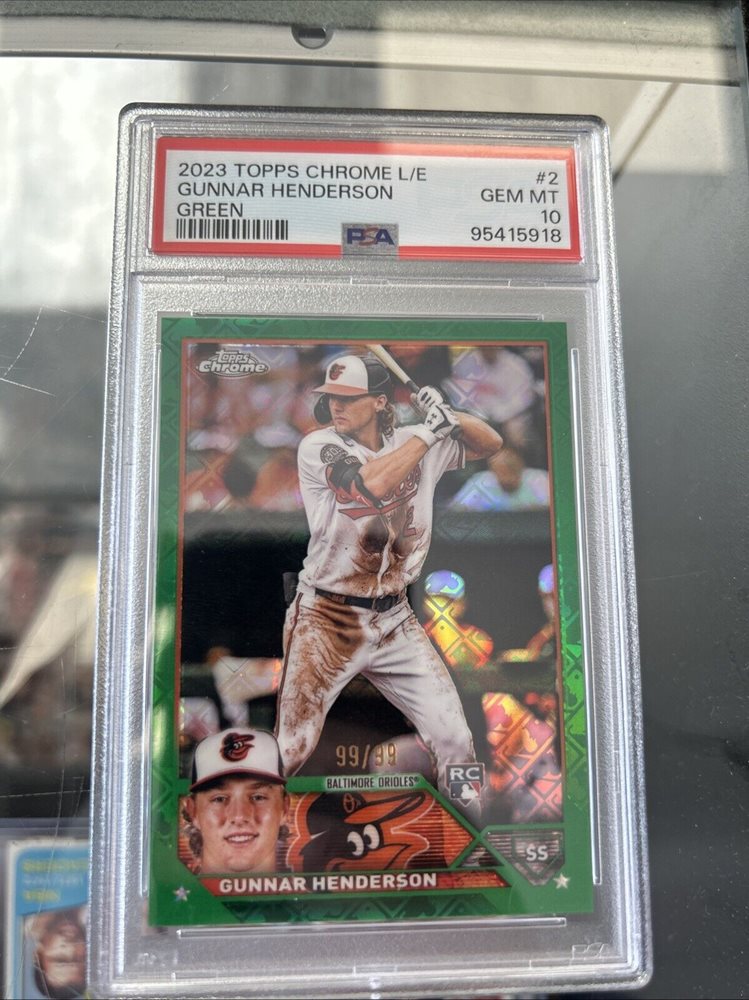 2023 TOPPS CHROME L/E #2
GUNNAR HENDERSON GEM MT
GREEN 10
PSA 95415918
Topps
Chrome
2
99/99
BALTIMORE ORIOLES®
RC
SS
GUNNAR HENDERSON